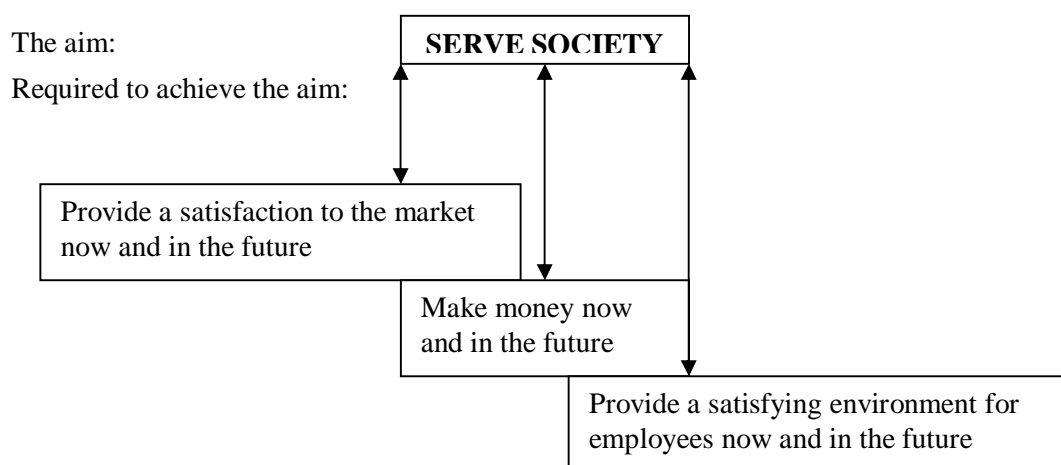 The aim:
SERVE SOCIETY
Required to achieve the aim:
Provide a satisfaction to the market
now and in the future
Make money now
and in the future
Provide a satisfying environment for
employees now and in the future